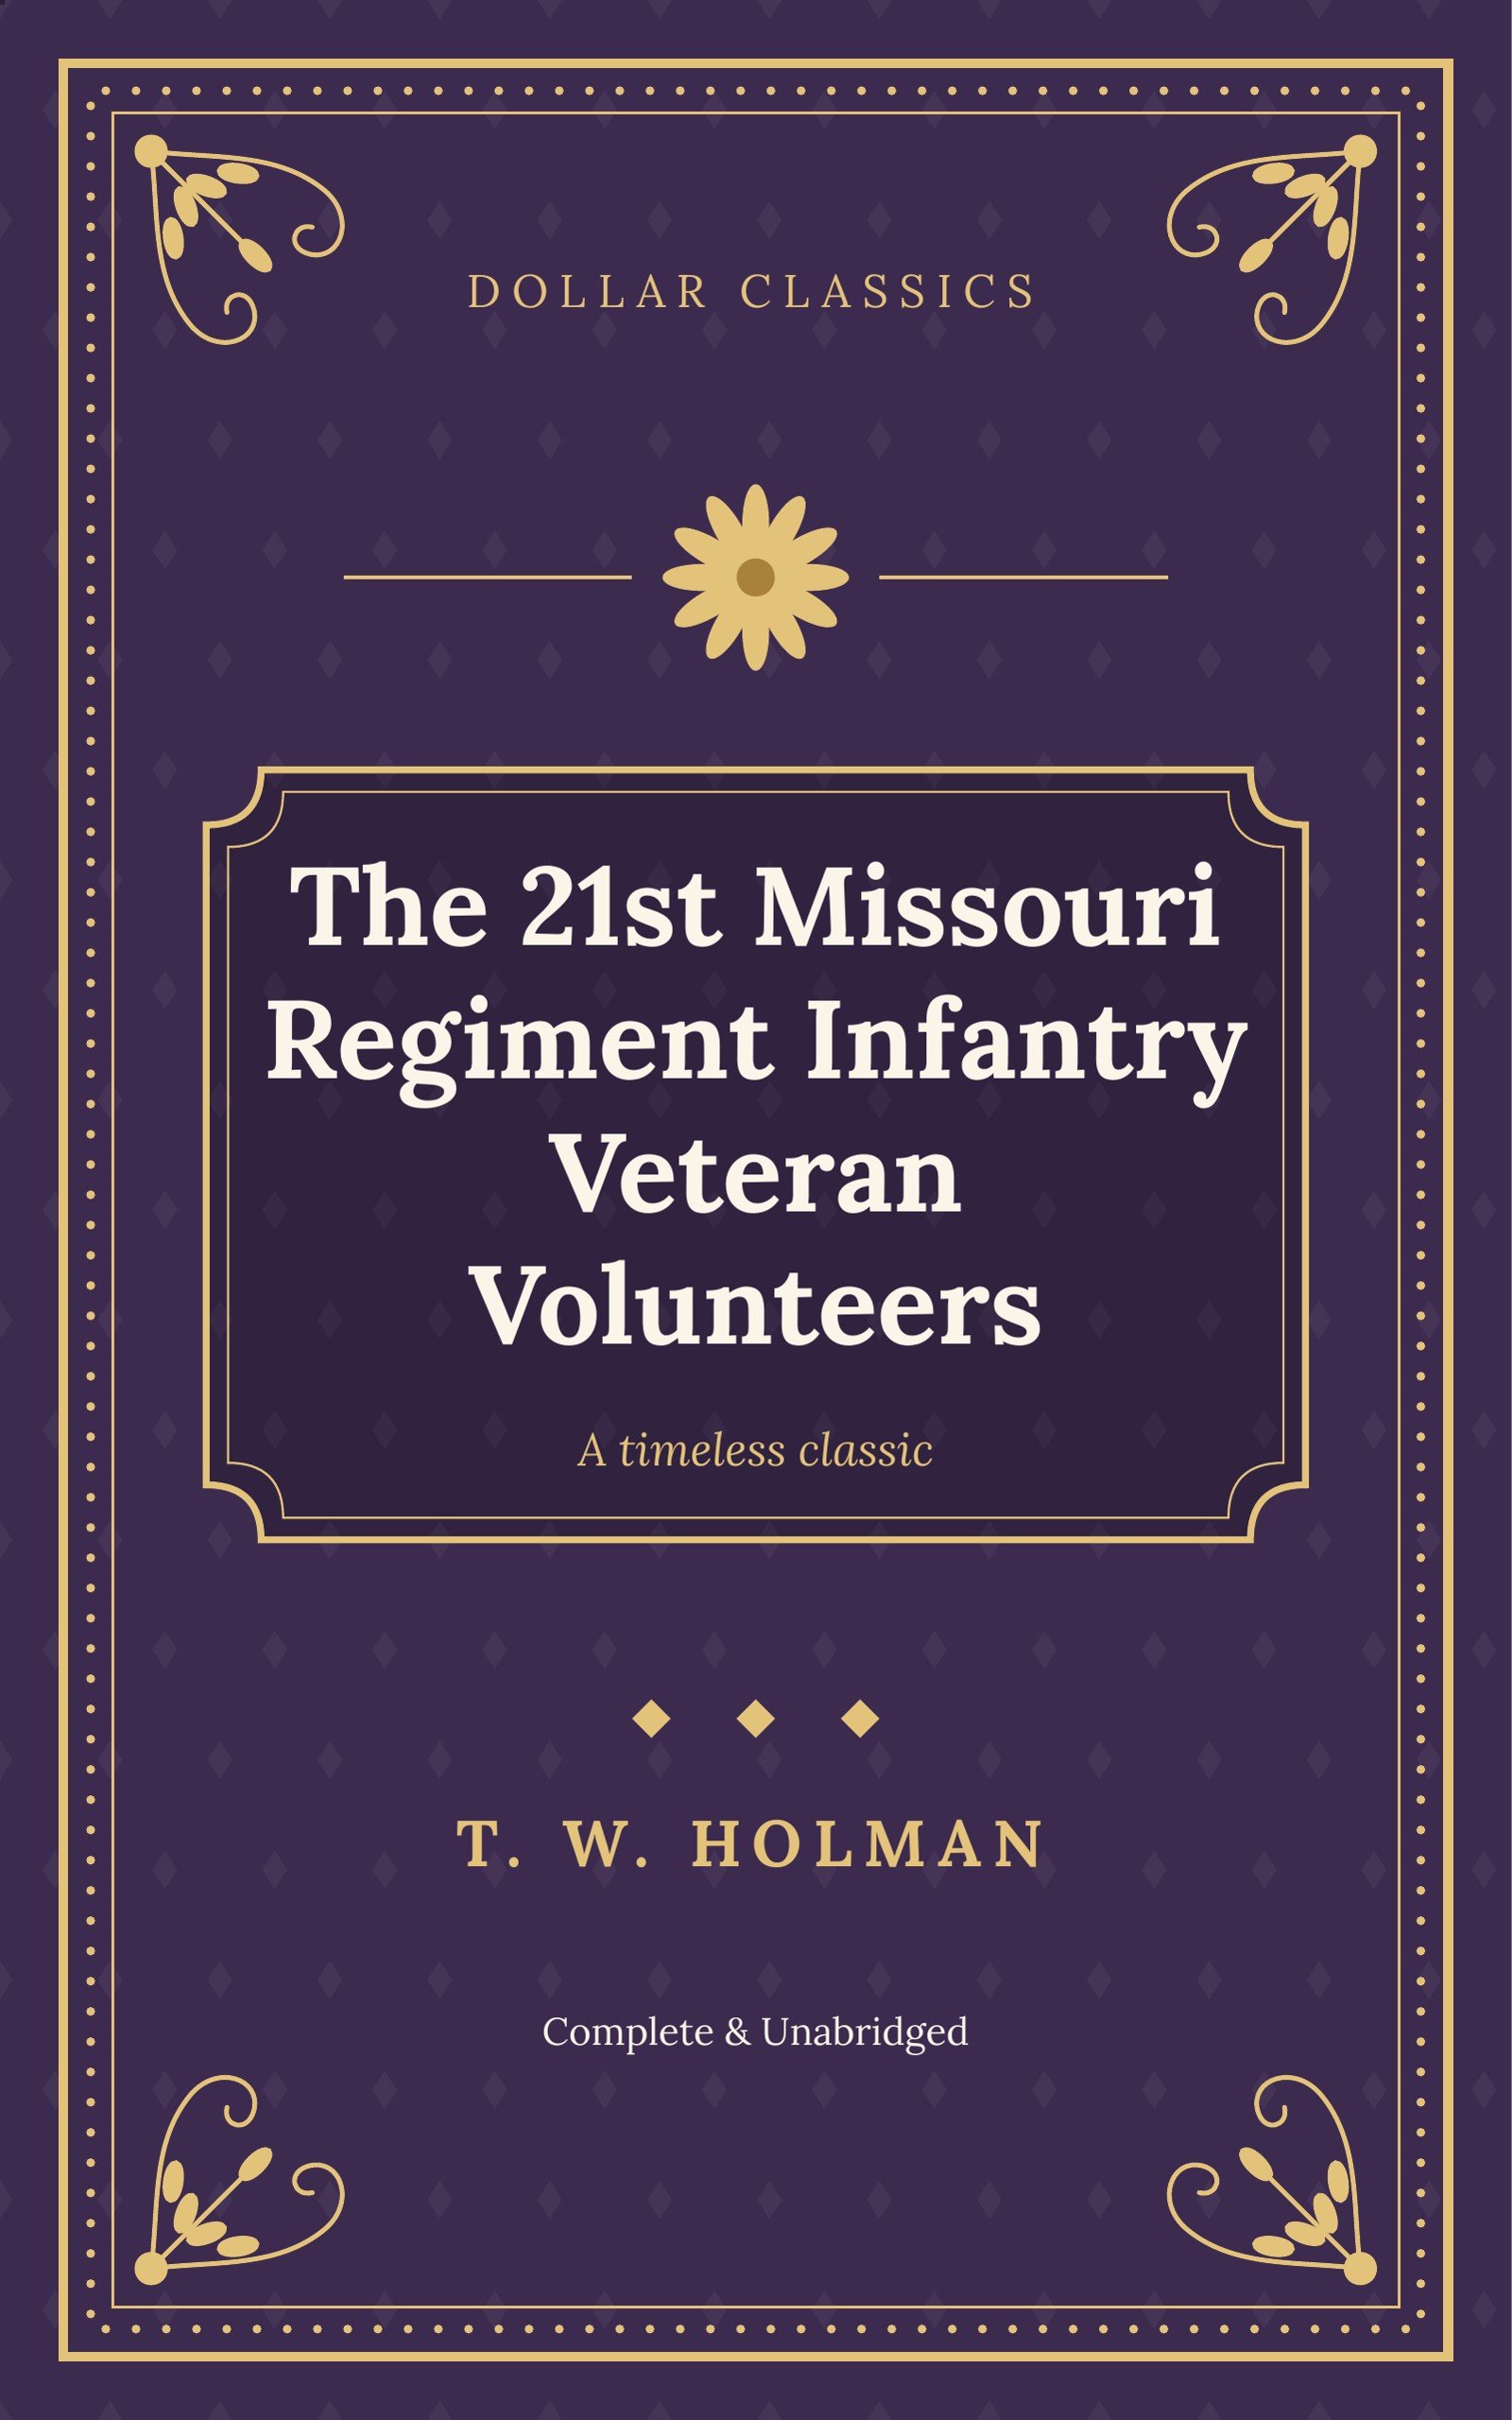 DOLLAR CLASSICS
The 21st Missouri
Regiment Infantry
Veteran
Volunteers
A timeless classic
T. W. HOLMAN
Complete & Unabridged